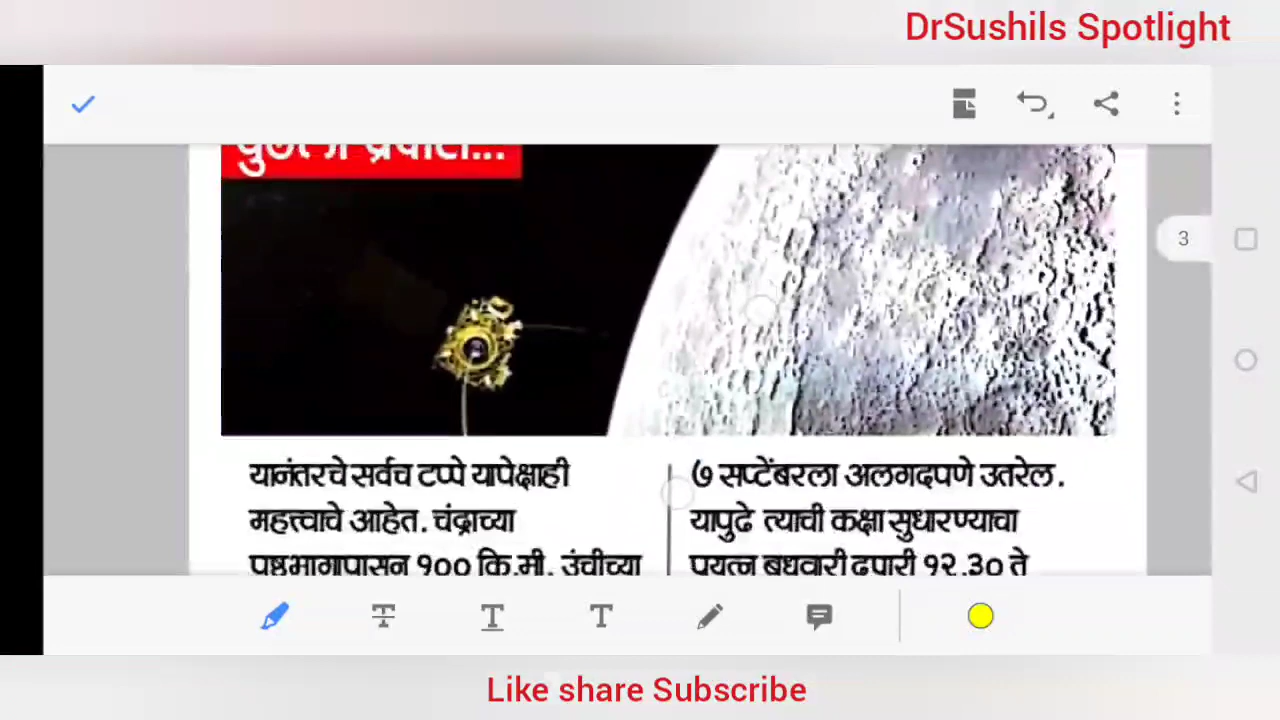 DrSushils Spotlight
3
यानंतरचे सर्वच टप्पे यापेक्षाही
महत्त्वाचे आहेत. चंद्राच्या
पृष्ठभागापासून १०० कि.मी. उंचीच्या
७ सप्टेंबरला अलगदपणे उतरेल.
यापुढे त्याची कक्षा सुधारण्याचा
प्रयत्न बुधवारी दुपारी १२.३० ते
Like share Subscribe